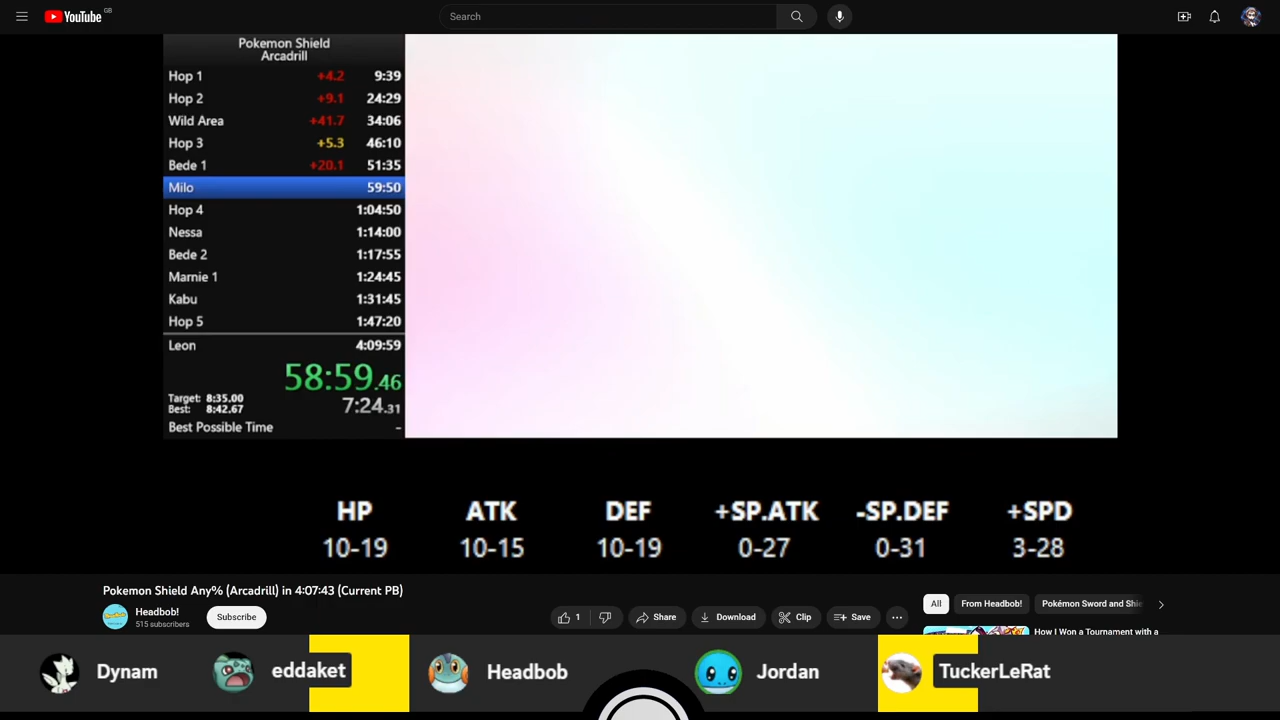 YouTube GB
Search
Pokemon Shield
Arcadrill
Hop 1 +4.2 9:39
Hop 2 +9.1 24:29
Wild Area +41.7 34:06
Hop 3 +5.3 46:10
Bede 1 +20.1 51:35
Milo 59:50
Hop 4 1:04:50
Nessa 1:14:00
Bede 2 1:17:55
Marnie 1 1:24:45
Kabu 1:31:45
Hop 5 1:47:20
Leon 4:09:59
58:59.46
Target: 8:35.00
Best: 8:42.67
7:24.31
Best Possible Time -
HP ATK DEF +SP.ATK -SP.DEF +SPD
10-19 10-15 10-19 0-27 0-31 3-28
Pokemon Shield Any% (Arcadrill) in 4:07:43 (Current PB)
Headbob!
515 subscribers
Subscribe
1 Share Download Clip Save
All From Headbob! Pokémon Sword and Shie
How I Won a Tournament with a
Dynam eddaket Headbob Jordan TuckerLeRat